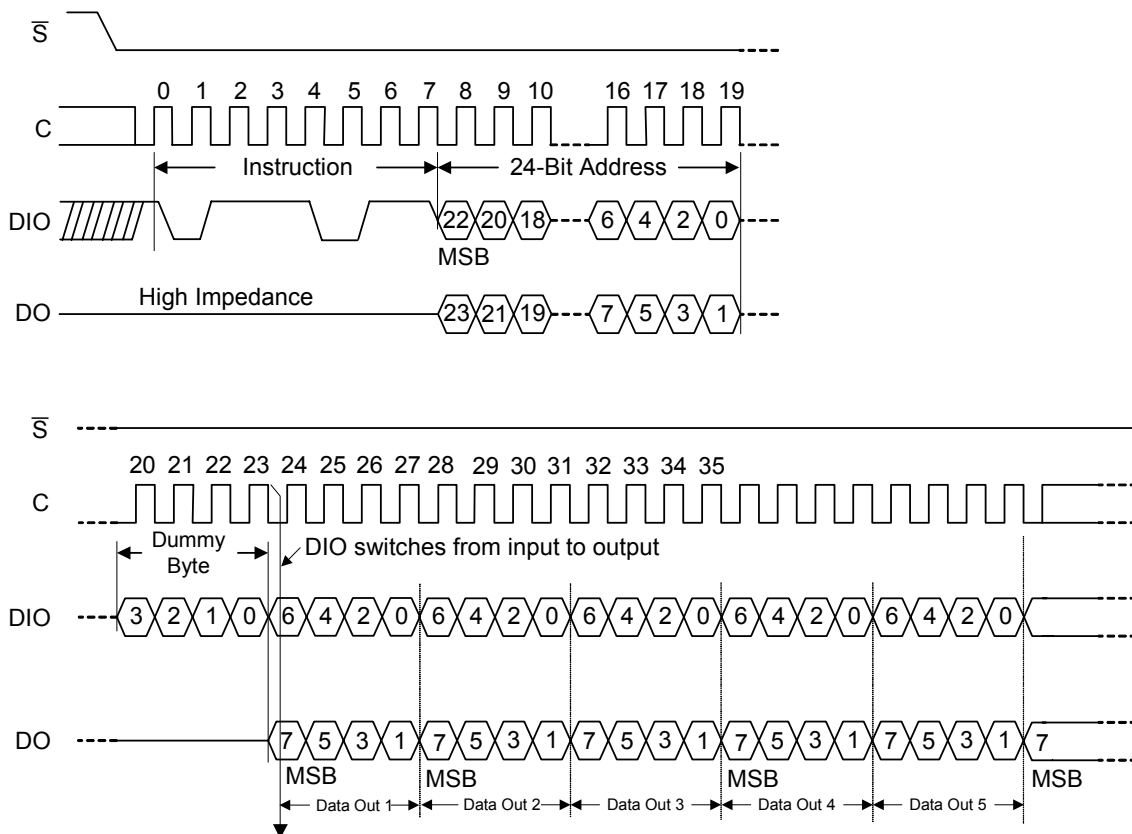 S̅
0 1 2 3 4 5 6 7 8 9 10 16 17 18 19
C
Instruction 24-Bit Address
DIO 22 20 18 6 4 2 0
MSB
High Impedance
DO 23 21 19 7 5 3 1
S̅
20 21 22 23 24 25 26 27 28 29 30 31 32 33 34 35
C
Dummy Byte
DIO switches from input to output
DIO 3 2 1 0 6 4 2 0 6 4 2 0 6 4 2 0 6 4 2 0 6 4 2 0
DO 7 5 3 1 7 5 3 1 7 5 3 1 7 5 3 1 7 5 3 1 7
MSB MSB MSB MSB
Data Out 1 Data Out 2 Data Out 3 Data Out 4 Data Out 5